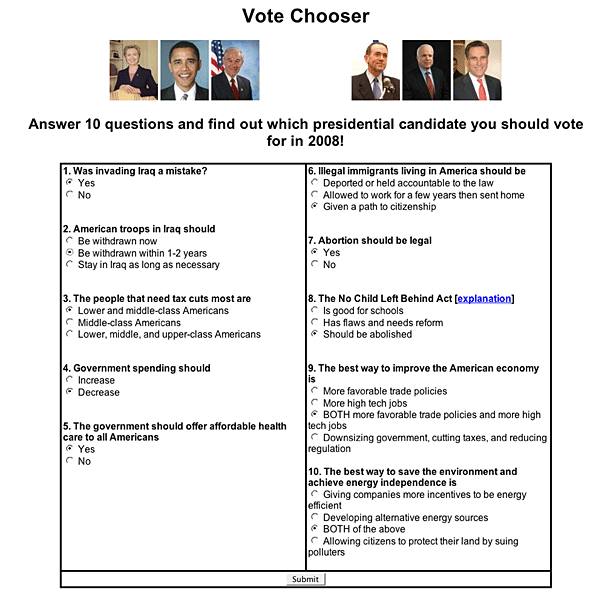 Vote Chooser
Answer 10 questions and find out which presidential candidate you should vote
for in 2008!
1. Was invading Iraq a mistake?
Yes
No
2. American troops in Iraq should
Be withdrawn now
Be withdrawn within 1-2 years
Stay in Iraq as long as necessary
3. The people that need tax cuts most are
Lower and middle-class Americans
Middle-class Americans
Lower, middle, and upper-class Americans
4. Government spending should
Increase
Decrease
5. The government should offer affordable health
care to all Americans
Yes
No
6. Illegal immigrants living in America should be
Deported or held accountable to the law
Allowed to work for a few years then sent home
Given a path to citizenship
7. Abortion should be legal
Yes
No
8. The No Child Left Behind Act [explanation]
Is good for schools
Has flaws and needs reform
Should be abolished
9. The best way to improve the American economy
is
More favorable trade policies
More high tech jobs
BOTH more favorable trade policies and more high
tech jobs
Downsizing government, cutting taxes, and reducing
regulation
10. The best way to save the environment and
achieve energy independence is
Giving companies more incentives to be energy
efficient
Developing alternative energy sources
BOTH of the above
Allowing citizens to protect their land by suing
polluters
Submit